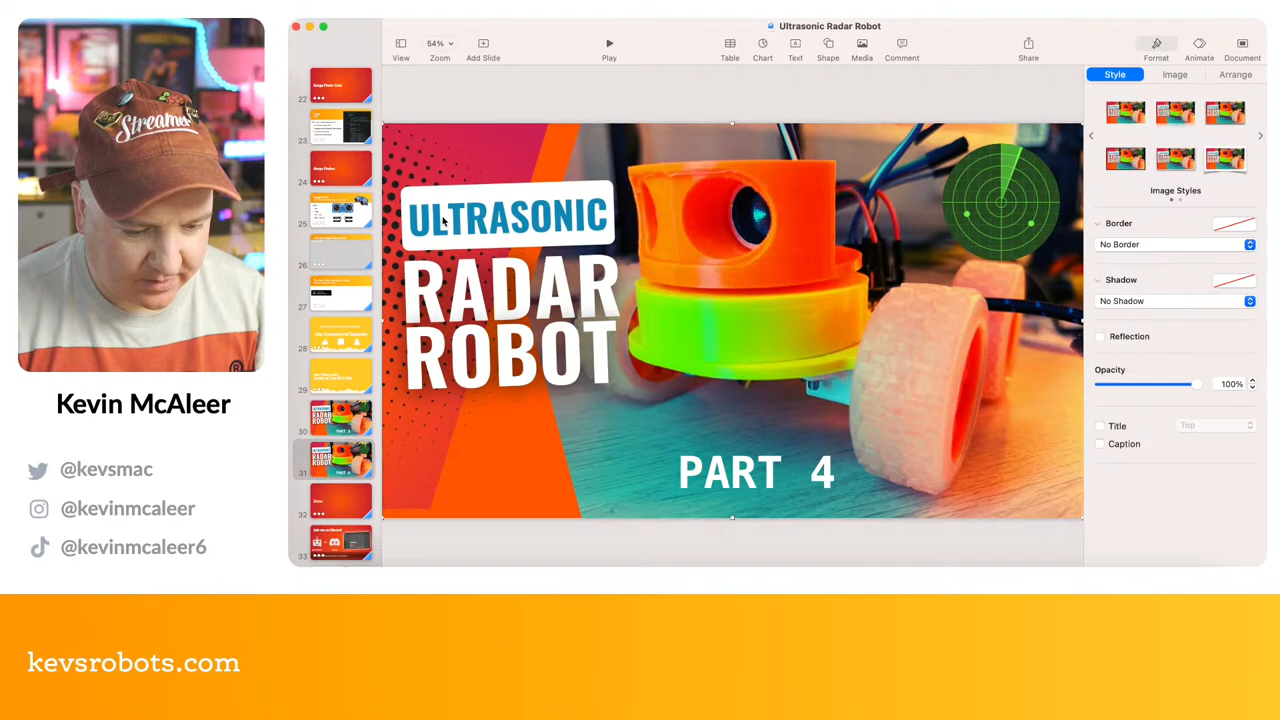 Streamer
®
Kevin McAleer
@kevsmac
@kevinmcaleer
@kevinmcaleer6
kevsrobots.com
Ultrasonic Radar Robot
54%
View
Zoom
Add Slide
Play
Table
Chart
Text
Shape
Media
Comment
Share
Format
Animate
Document
22
23
24
25
26
27
28
29
30
31
32
33
ULTRASONIC
RADAR
ROBOT
PART 4
Style
Image
Arrange
Image Styles
Border
No Border
Shadow
No Shadow
Reflection
Opacity
100%
Title
Top
Caption